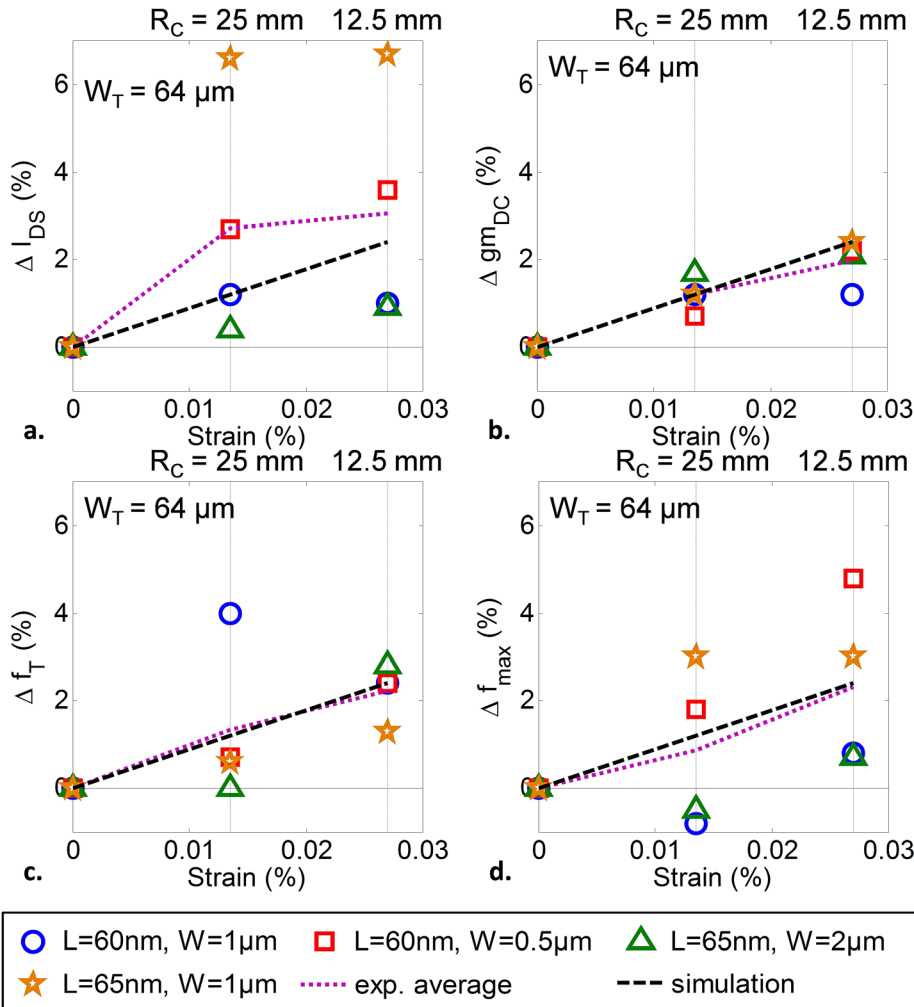 R_C = 25 mm 12.5 mm
W_T = 64 µm
Δ I_DS (%)
6
4
2
0
0 0.01 0.02 0.03
a. Strain (%)
R_C = 25 mm 12.5 mm
W_T = 64 µm
Δ gm_DC (%)
6
4
2
0
0 0.01 0.02 0.03
b. Strain (%)
R_C = 25 mm 12.5 mm
W_T = 64 µm
Δ f_T (%)
6
4
2
0
0 0.01 0.02 0.03
c. Strain (%)
R_C = 25 mm 12.5 mm
W_T = 64 µm
Δ f_max (%)
6
4
2
0
0 0.01 0.02 0.03
d. Strain (%)
L=60nm, W=1µm L=60nm, W=0.5µm L=65nm, W=2µm
L=65nm, W=1µm exp. average simulation